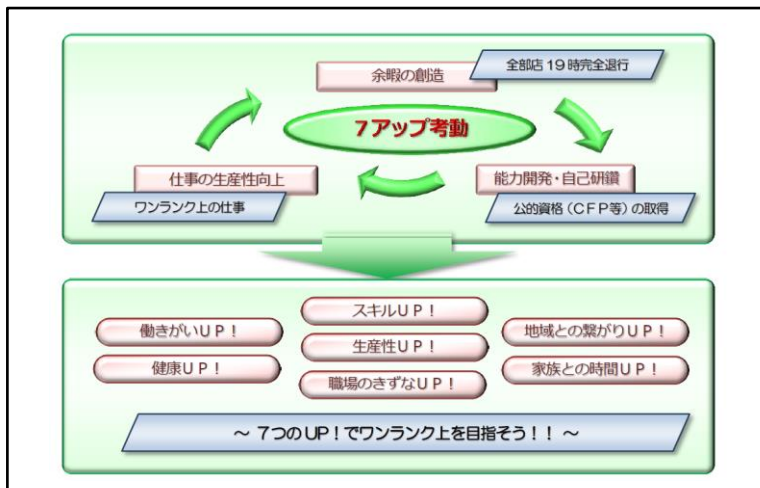 余暇の創造
全部店19時完全退行
7アップ考動
仕事の生産性向上
ワンランク上の仕事
能力開発・自己研鑽
公的資格(CFP等)の取得
働きがいUP!
健康UP!
スキルUP!
生産性UP!
職場のきずなUP!
地域との繋がりUP!
家族との時間UP!
~ 7つのUP!でワンランク上を目指そう!! ~